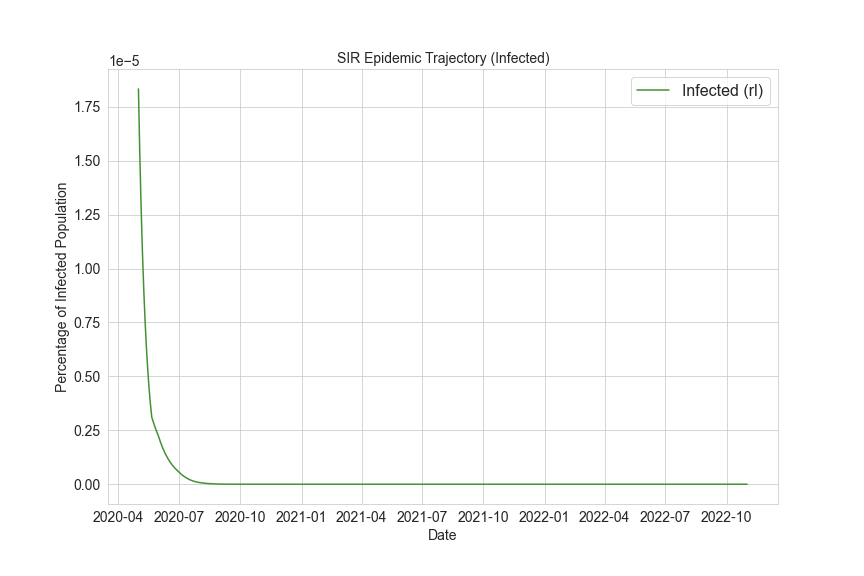 SIR Epidemic Trajectory (Infected)
1e−5
Infected (rI)
1.75
1.50
1.25
1.00
0.75
0.50
0.25
0.00
Percentage of Infected Population
2020-04 2020-07 2020-10 2021-01 2021-04 2021-07 2021-10 2022-01 2022-04 2022-07 2022-10
Date